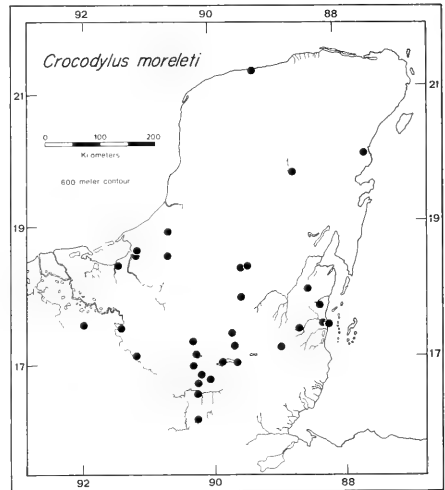 92 90 88
Crocodylus moreleti
21 21
0 100 200
Kilometers
600 meter contour
19 19
17 17
92 90 88